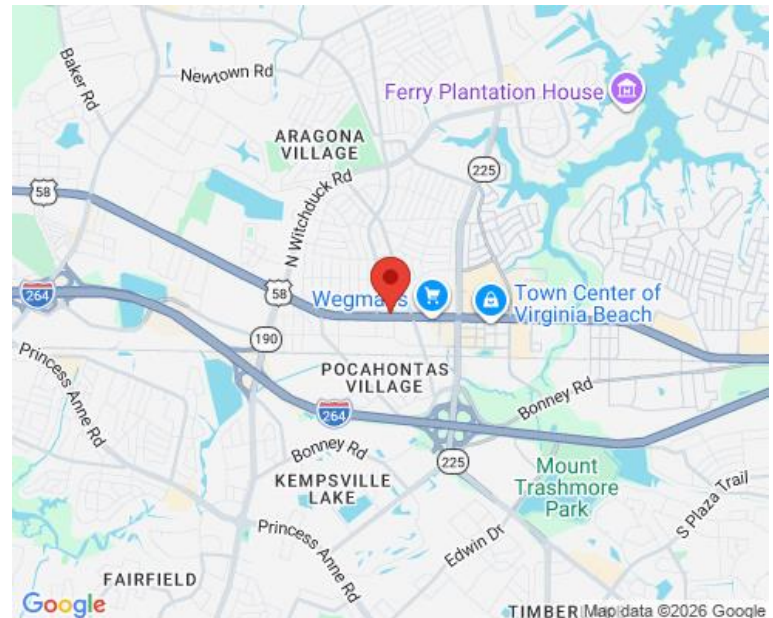 Baker Rd
Newtown Rd
Ferry Plantation House
ARAGONA
VILLAGE
225
58
N Witchduck Rd
58
264
Wegmans
Town Center of
Virginia Beach
190
POCAHONTAS
VILLAGE
Princess Anne Rd
264
Bonney Rd
Bonney Rd
225
KEMPSVILLE
LAKE
Mount
Trashmore
Park
S Plaza Trail
Princess Anne Rd
Edwin Dr
FAIRFIELD
Google
TIMBER
Map data ©2026 Google